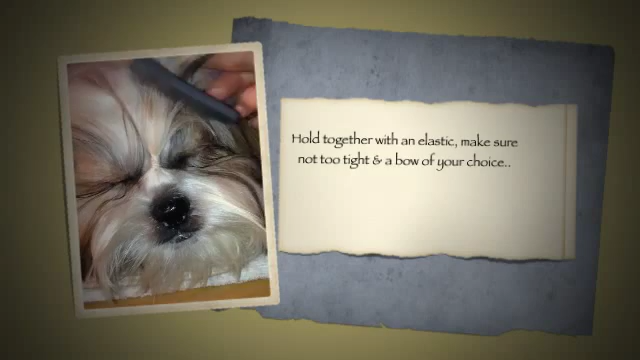 Hold together with an elastic, make sure
not too tight & a bow of your choice..